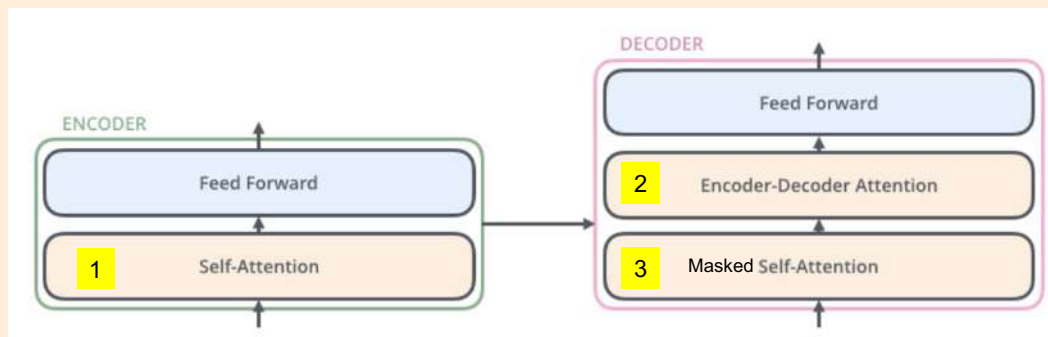 ENCODER
Feed Forward
1 Self-Attention
DECODER
Feed Forward
2 Encoder-Decoder Attention
3 Masked Self-Attention